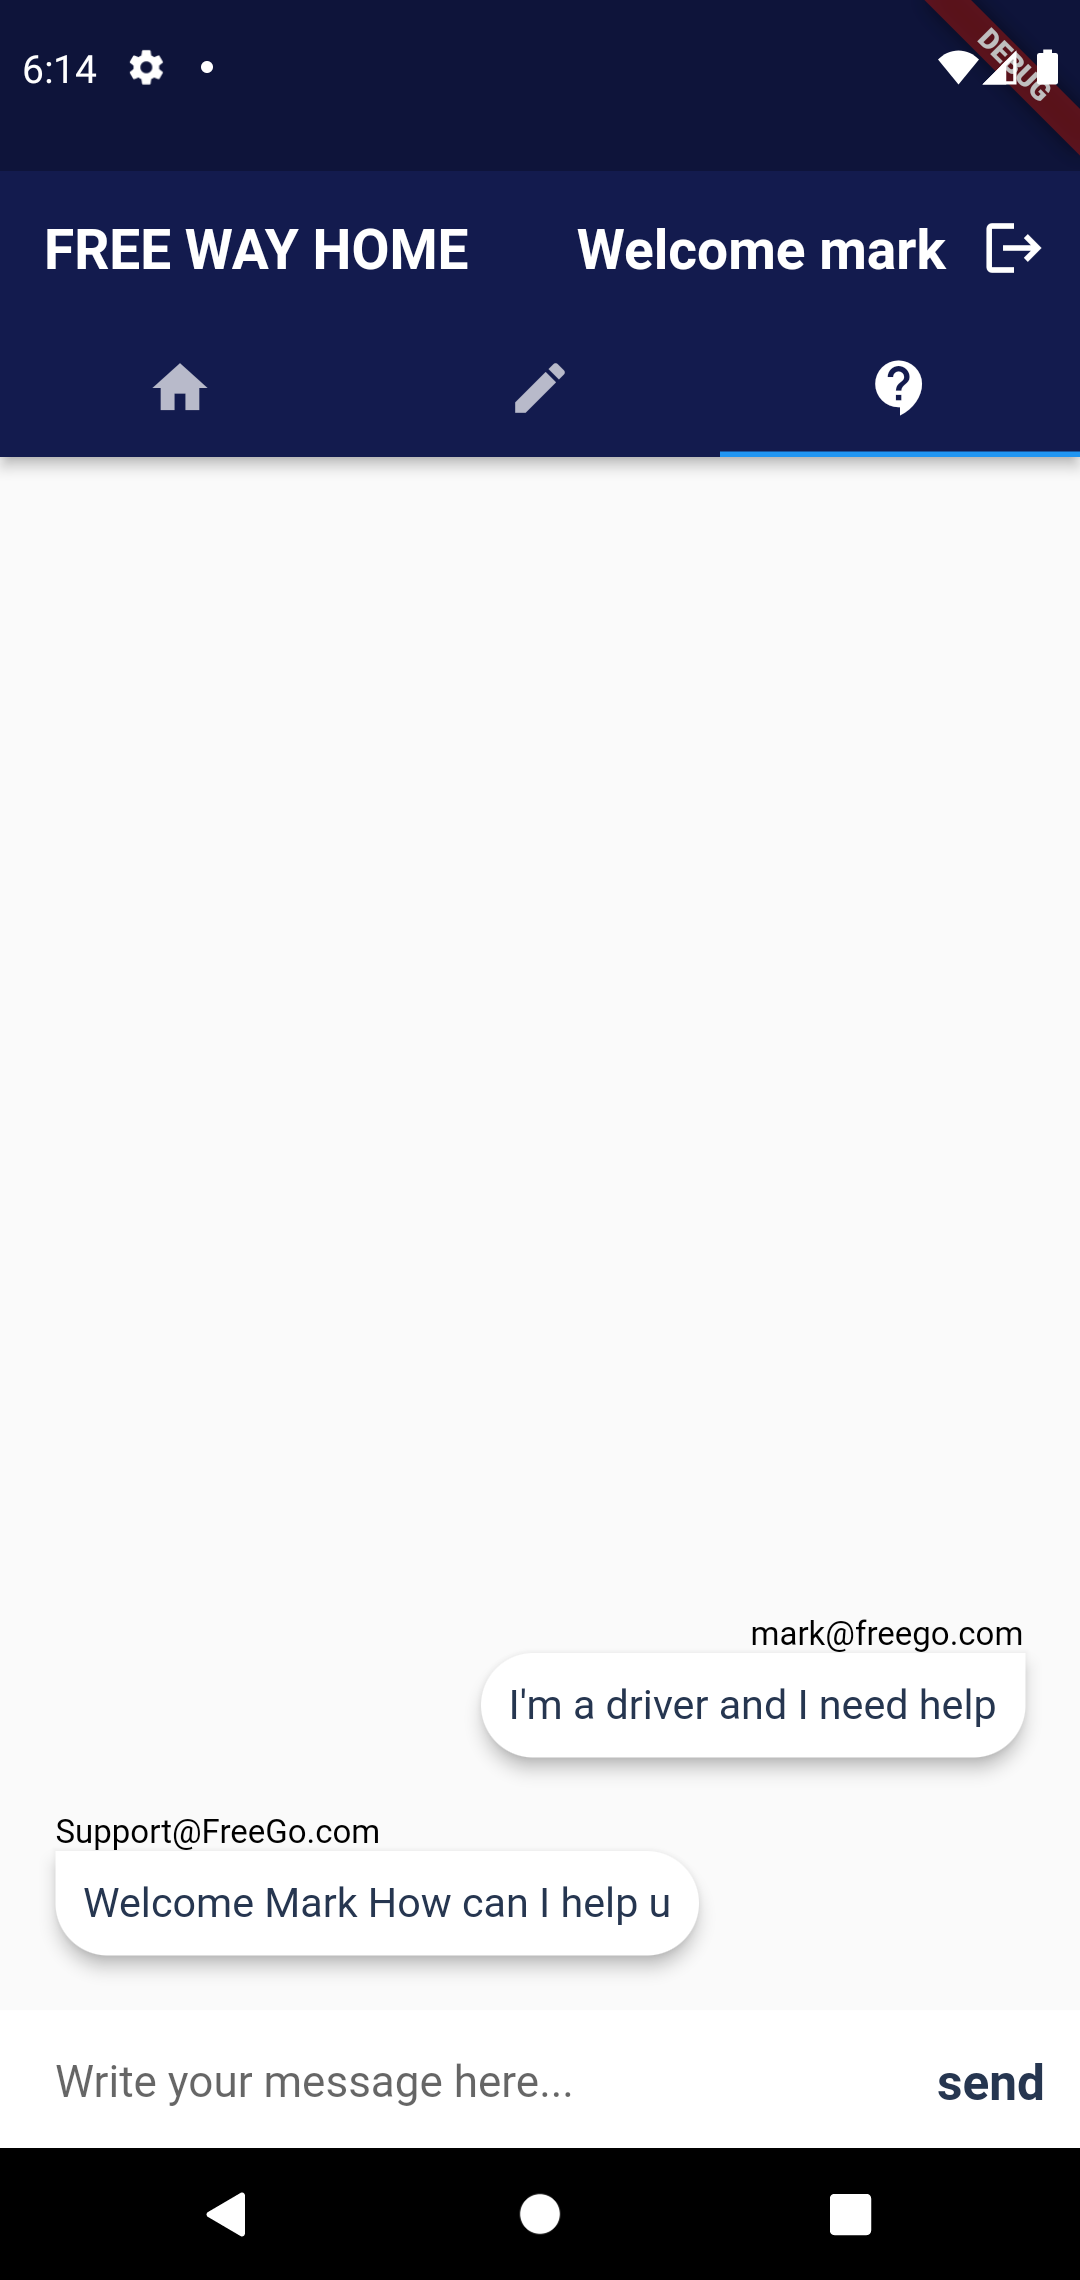 6:14
DEBUG
FREE WAY HOME
Welcome mark
mark@freego.com
I'm a driver and I need help
Support@FreeGo.com
Welcome Mark How can I help u
Write your message here...
send